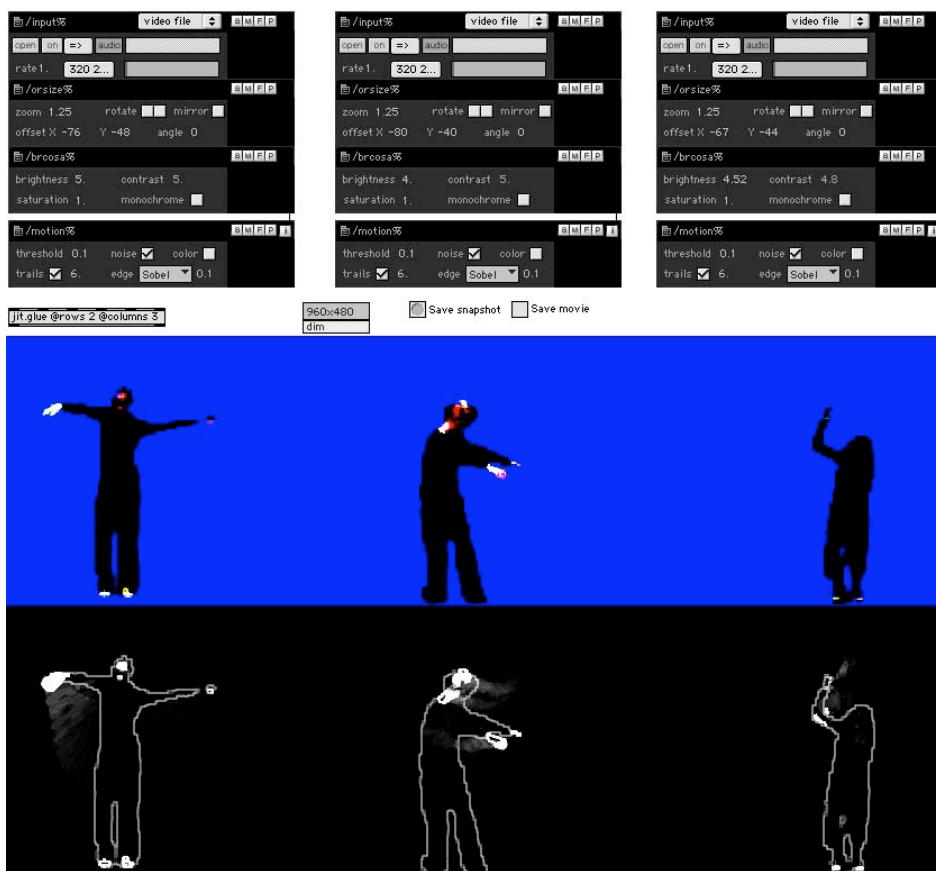 /input% video file B M F P
open on => audio
rate 1. 320 2...
/orsize% B M F P
zoom 1.25 rotate mirror
offset X -76 Y -48 angle 0
/brcosa% B M F P
brightness 5. contrast 5.
saturation 1. monochrome
/motion% B M F P i
threshold 0.1 noise color
trails 6. edge Sobel 0.1
/input% video file B M F P
open on => audio
rate 1. 320 2...
/orsize% B M F P
zoom 1.25 rotate mirror
offset X -80 Y -40 angle 0
/brcosa% B M F P
brightness 4. contrast 5.
saturation 1. monochrome
/motion% B M F P i
threshold 0.1 noise color
trails 6. edge Sobel 0.1
/input% video file B M F P
open on => audio
rate 1. 320 2...
/orsize% B M F P
zoom 1.25 rotate mirror
offset X -67 Y -44 angle 0
/brcosa% B M F P
brightness 4.52 contrast 4.8
saturation 1. monochrome
/motion% B M F P i
threshold 0.1 noise color
trails 6. edge Sobel 0.1
jit.glue @rows 2 @columns 3
960x480
dim
Save snapshot Save movie